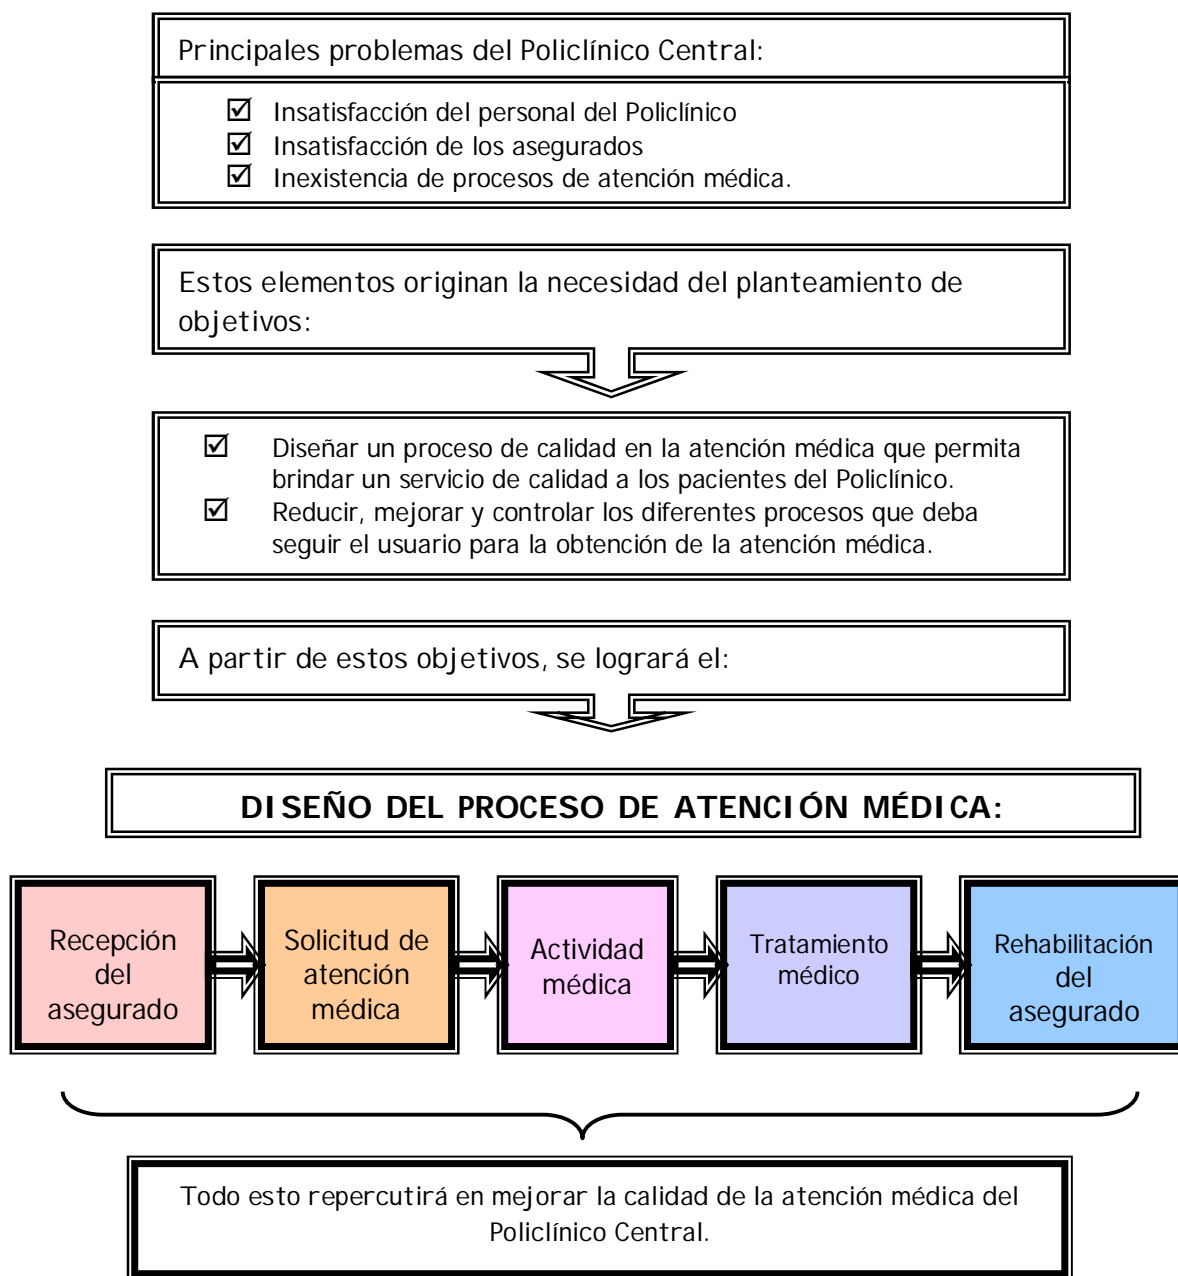 Principales problemas del Policlínico Central:
☑ Insatisfacción del personal del Policlínico
☑ Insatisfacción de los asegurados
☑ Inexistencia de procesos de atención médica.
Estos elementos originan la necesidad del planteamiento de
objetivos:
☑ Diseñar un proceso de calidad en la atención médica que permita
brindar un servicio de calidad a los pacientes del Policlínico.
☑ Reducir, mejorar y controlar los diferentes procesos que deba
seguir el usuario para la obtención de la atención médica.
A partir de estos objetivos, se logrará el:
DISEÑO DEL PROCESO DE ATENCIÓN MÉDICA:
Recepción
del
asegurado
Solicitud de
atención
médica
Actividad
médica
Tratamiento
médico
Rehabilitación
del
asegurado
Todo esto repercutirá en mejorar la calidad de la atención médica del
Policlínico Central.